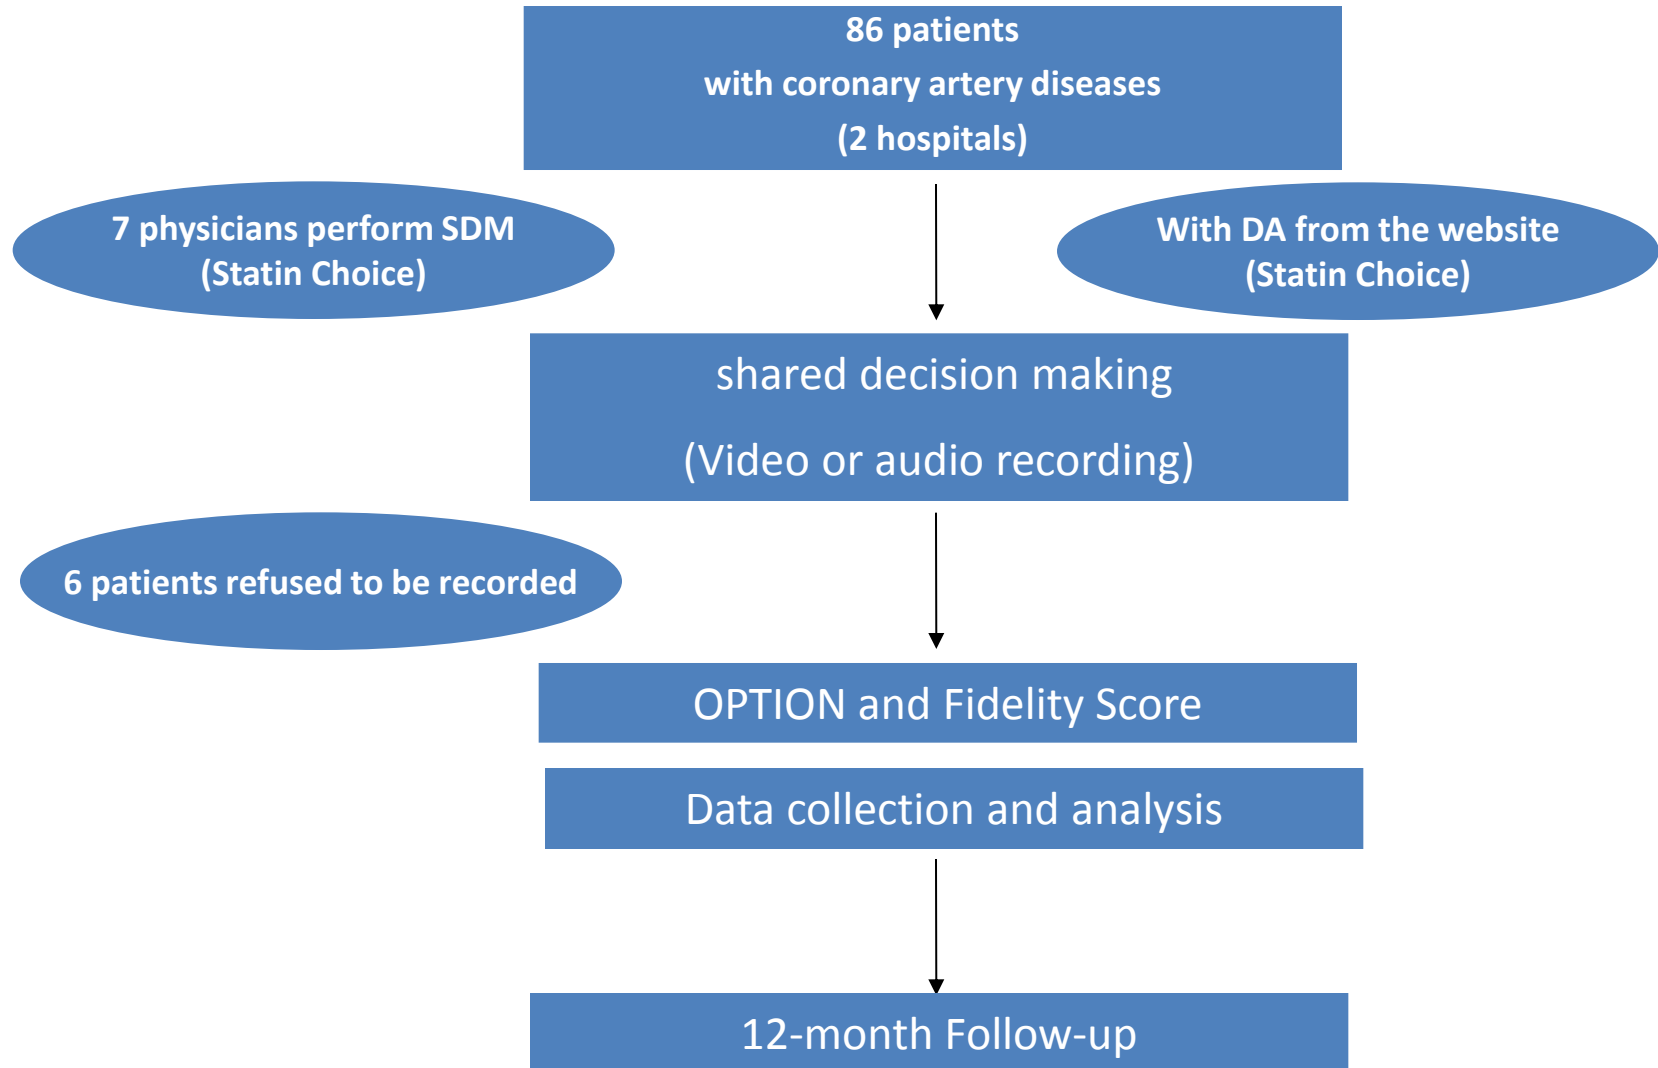 86 patients
with coronary artery diseases
(2 hospitals)
7 physicians perform SDM
(Statin Choice)
With DA from the website
(Statin Choice)
shared decision making
(Video or audio recording)
6 patients refused to be recorded
OPTION and Fidelity Score
Data collection and analysis
12-month Follow-up